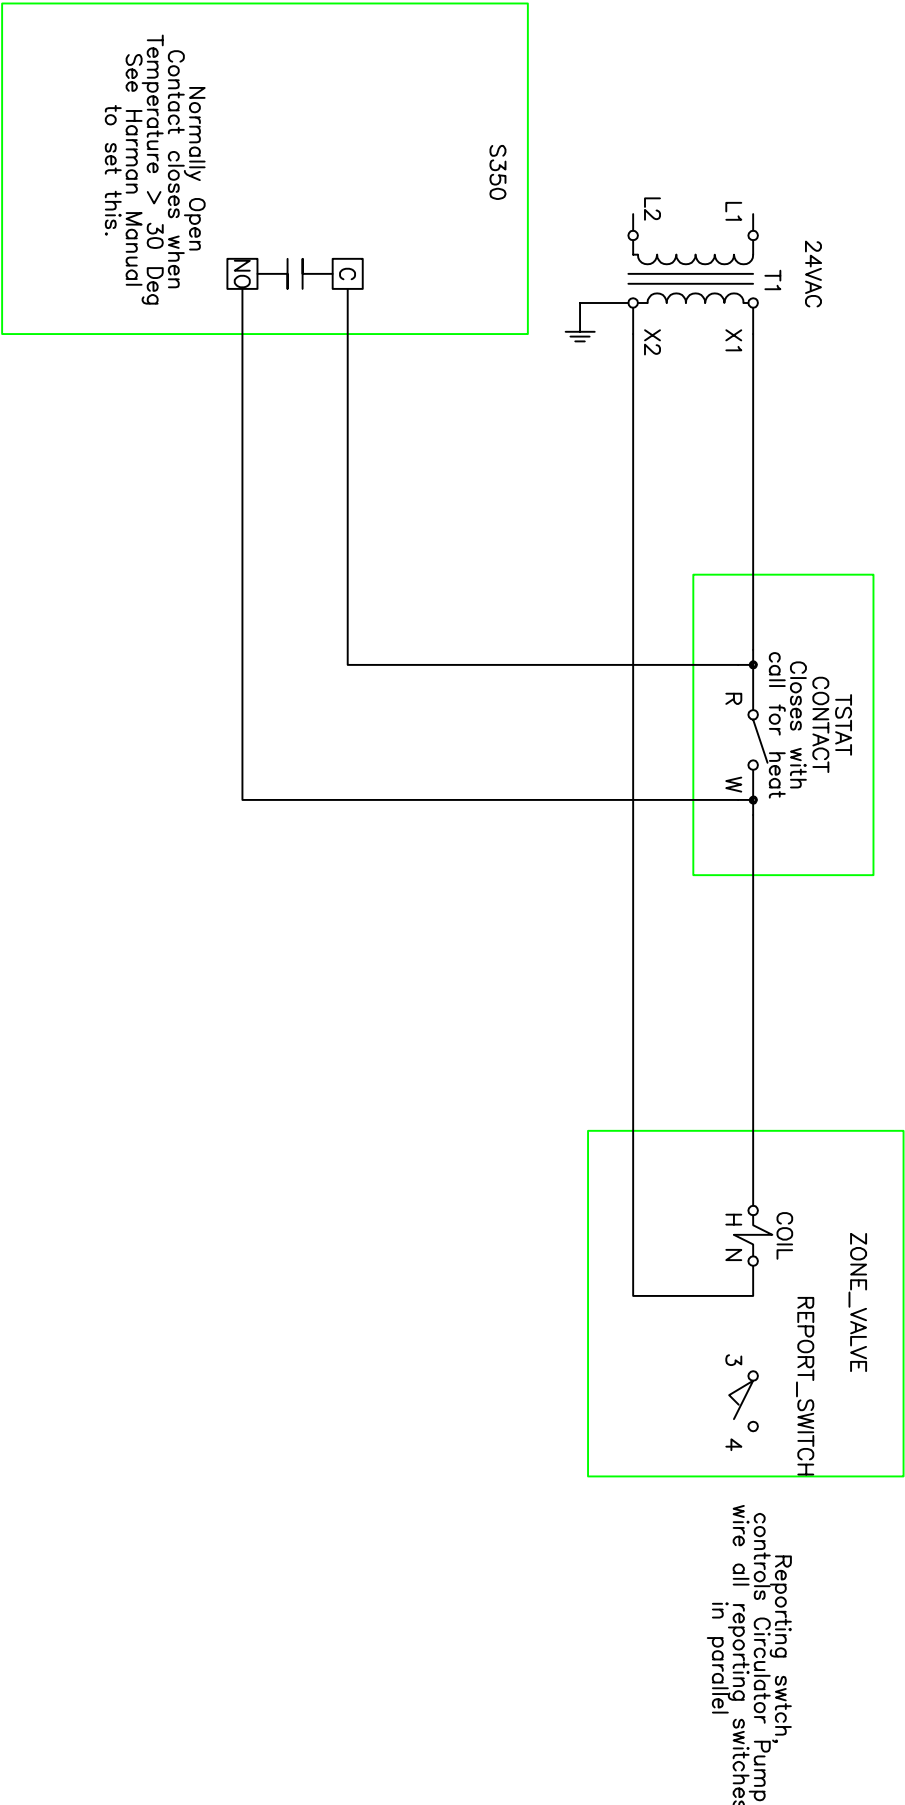 24VAC
T1
L1
L2
X1
X2
TSTAT
CONTACT
Closes with
call for heat
R
W
ZONE_VALVE
COIL
H
N
REPORT_SWITCH
3
4
Reporting swtch,
controls Circulator Pump
wire all reporting switches
in parallel
S350
C
NO
Normally Open
Contact closes when
Temperature > 30 Deg
See Harman Manual
to set this.